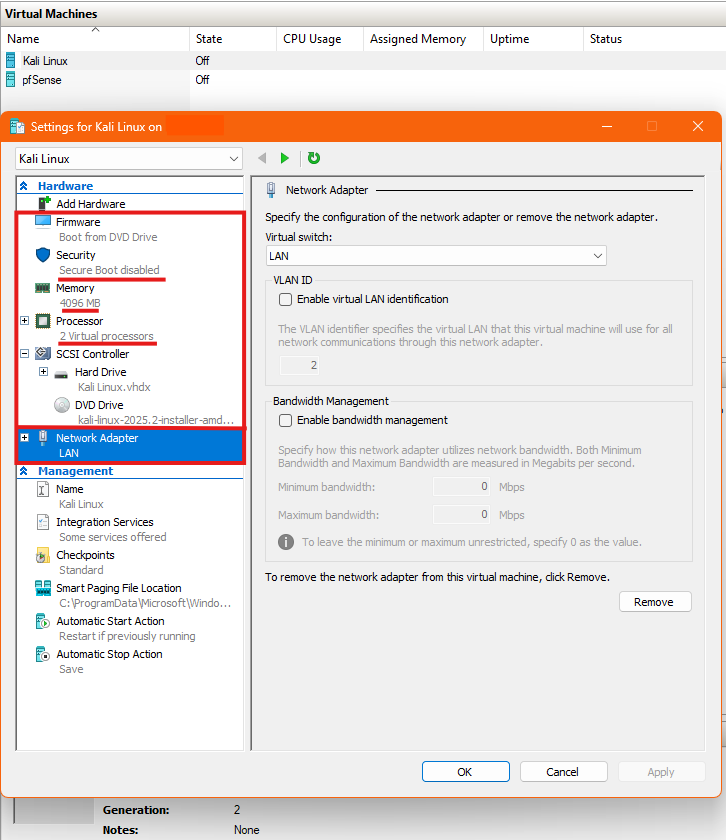 Virtual Machines
Name State CPU Usage Assigned Memory Uptime Status
Kali Linux Off
pfSense Off
Settings for Kali Linux on
Kali Linux
Hardware
Add Hardware
Firmware
Boot from DVD Drive
Security
Secure Boot disabled
Memory
4096 MB
Processor
2 Virtual processors
SCSI Controller
Hard Drive
Kali Linux.vhdx
DVD Drive
kali-linux-2025.2-installer-amd...
Network Adapter
LAN
Management
Name
Kali Linux
Integration Services
Some services offered
Checkpoints
Standard
Smart Paging File Location
C:\ProgramData\Microsoft\Windo...
Automatic Start Action
Restart if previously running
Automatic Stop Action
Save
Network Adapter
Specify the configuration of the network adapter or remove the network adapter.
Virtual switch:
LAN
VLAN ID
Enable virtual LAN identification
The VLAN identifier specifies the virtual LAN that this virtual machine will use for all
network communications through this network adapter.
2
Bandwidth Management
Enable bandwidth management
Specify how this network adapter utilizes network bandwidth. Both Minimum
Bandwidth and Maximum Bandwidth are measured in Megabits per second.
Minimum bandwidth: 0 Mbps
Maximum bandwidth: 0 Mbps
To leave the minimum or maximum unrestricted, specify 0 as the value.
To remove the network adapter from this virtual machine, click Remove.
Remove
OK Cancel Apply
Generation: 2
Notes: None